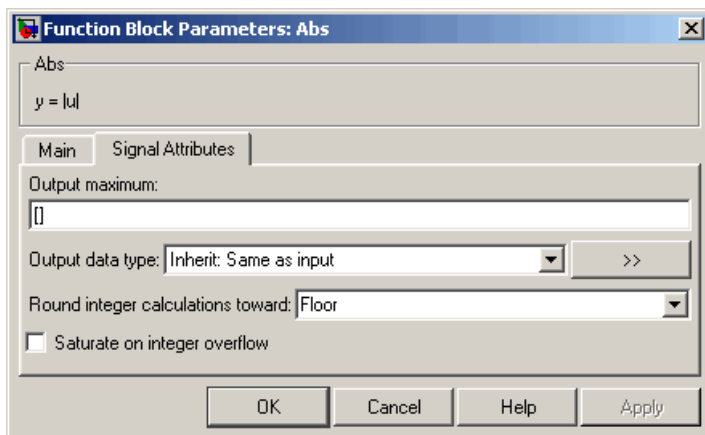 Function Block Parameters: Abs
Abs
y = |u|
Main Signal Attributes
Output maximum:
[]
Output data type: Inherit: Same as input >>
Round integer calculations toward: Floor
Saturate on integer overflow
OK Cancel Help Apply